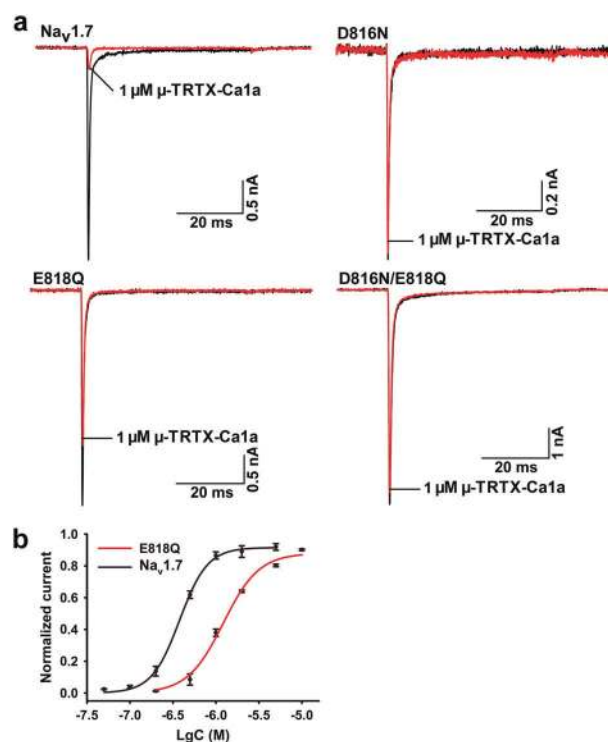 a
Nav1.7
1 μM μ-TRTX-Ca1a
0.5 nA
20 ms
D816N
1 μM μ-TRTX-Ca1a
0.2 nA
20 ms
E818Q
1 μM μ-TRTX-Ca1a
0.5 nA
20 ms
D816N/E818Q
1 μM μ-TRTX-Ca1a
1 nA
20 ms
b
Normalized current
1.0
0.8
0.6
0.4
0.2
0.0
E818Q
Nav1.7
-7.5 -7.0 -6.5 -6.0 -5.5 -5.0
LgC (M)